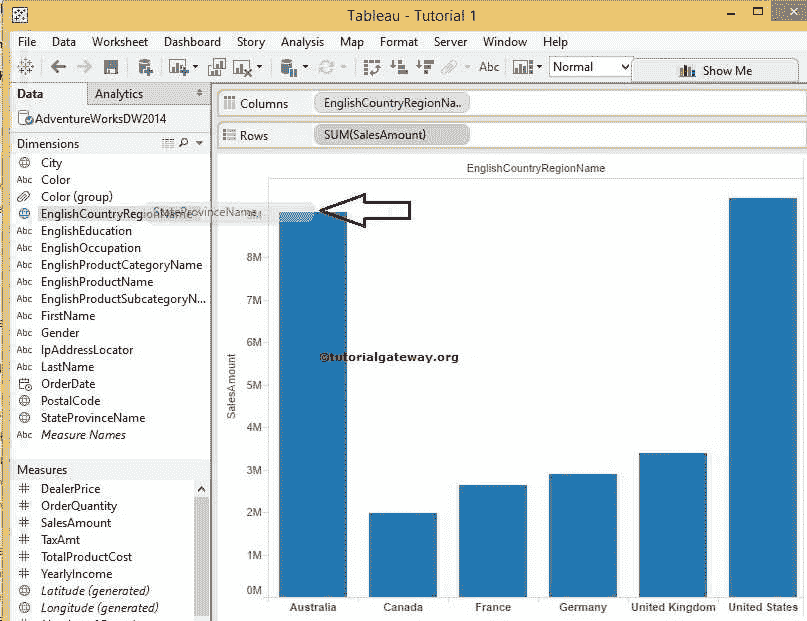 Tableau - Tutorial 1
File Data Worksheet Dashboard Story Analysis Map Format Server Window Help
Abc Normal Show Me
Data Analytics
AdventureWorksDW2014
Dimensions
City
Abc Color
Color (group)
EnglishCountryRegionName
StateProvinceName
Abc EnglishEducation
Abc EnglishOccupation
Abc EnglishProductCategoryName
Abc EnglishProductName
Abc EnglishProductSubcategoryN...
Abc FirstName
Abc Gender
Abc IpAddressLocator
Abc LastName
OrderDate
PostalCode
StateProvinceName
Abc Measure Names
Measures
# DealerPrice
# OrderQuantity
# SalesAmount
# TaxAmt
# TotalProductCost
# YearlyIncome
Latitude (generated)
Longitude (generated)
Columns EnglishCountryRegionNa..
Rows SUM(SalesAmount)
EnglishCountryRegionName
9M
8M
7M
6M
5M
4M
3M
2M
1M
0M
SalesAmount
©tutorialgateway.org
Australia Canada France Germany United Kingdom United States